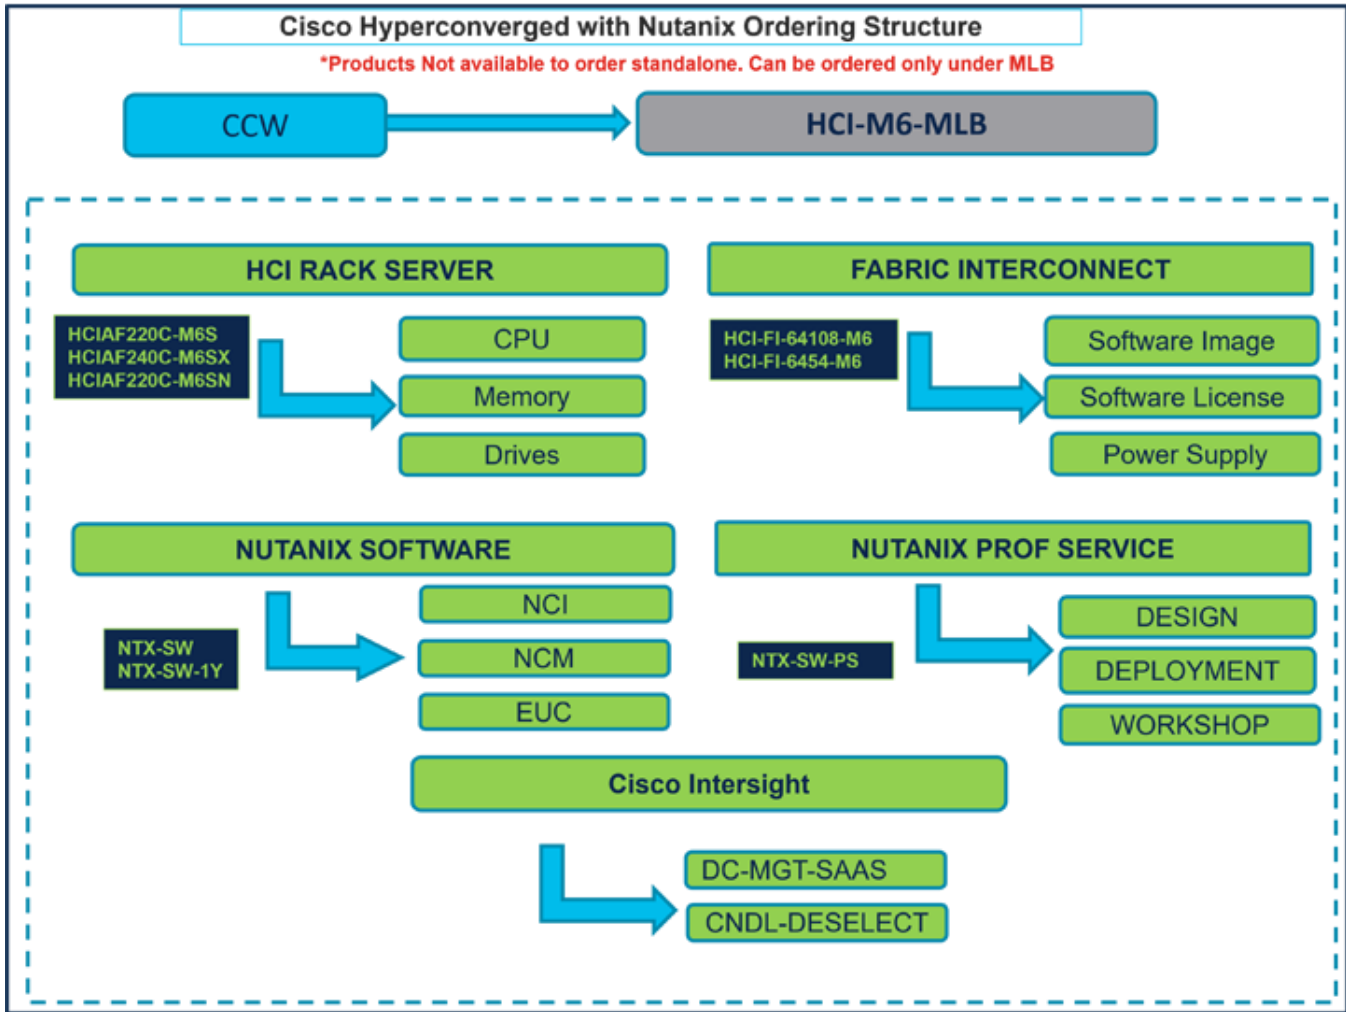 Cisco Hyperconverged with Nutanix Ordering Structure
*Products Not available to order standalone. Can be ordered only under MLB
CCW
HCI-M6-MLB
HCI RACK SERVER
HCIAF220C-M6S
HCIAF240C-M6SX
HCIAF220C-M6SN
CPU
Memory
Drives
FABRIC INTERCONNECT
HCI-FI-64108-M6
HCI-FI-6454-M6
Software Image
Software License
Power Supply
NUTANIX SOFTWARE
NTX-SW
NTX-SW-1Y
NCI
NCM
EUC
NUTANIX PROF SERVICE
NTX-SW-PS
DESIGN
DEPLOYMENT
WORKSHOP
Cisco Intersight
DC-MGT-SAAS
CNDL-DESELECT